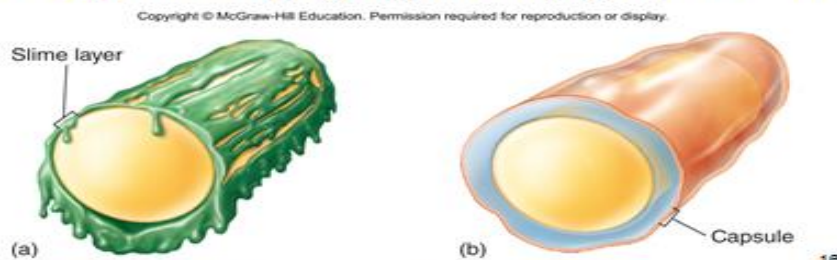 Copyright © McGraw-Hill Education. Permission required for reproduction or display.
Slime layer
(a)
(b)
Capsule